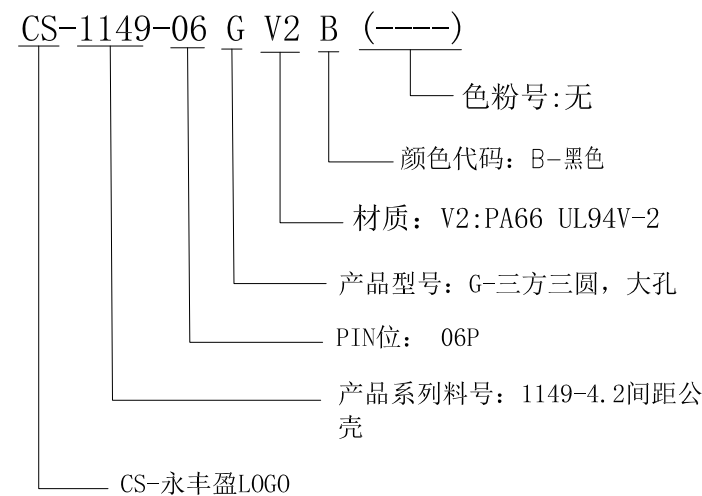 CS-1149-06 G V2 B (----)
色粉号:无
颜色代码：B-黑色
材质：V2:PA66 UL94V-2
产品型号：G-三方三圆，大孔
PIN位： 06P
产品系列料号：1149-4.2间距公
壳
CS-永丰盈LOGO